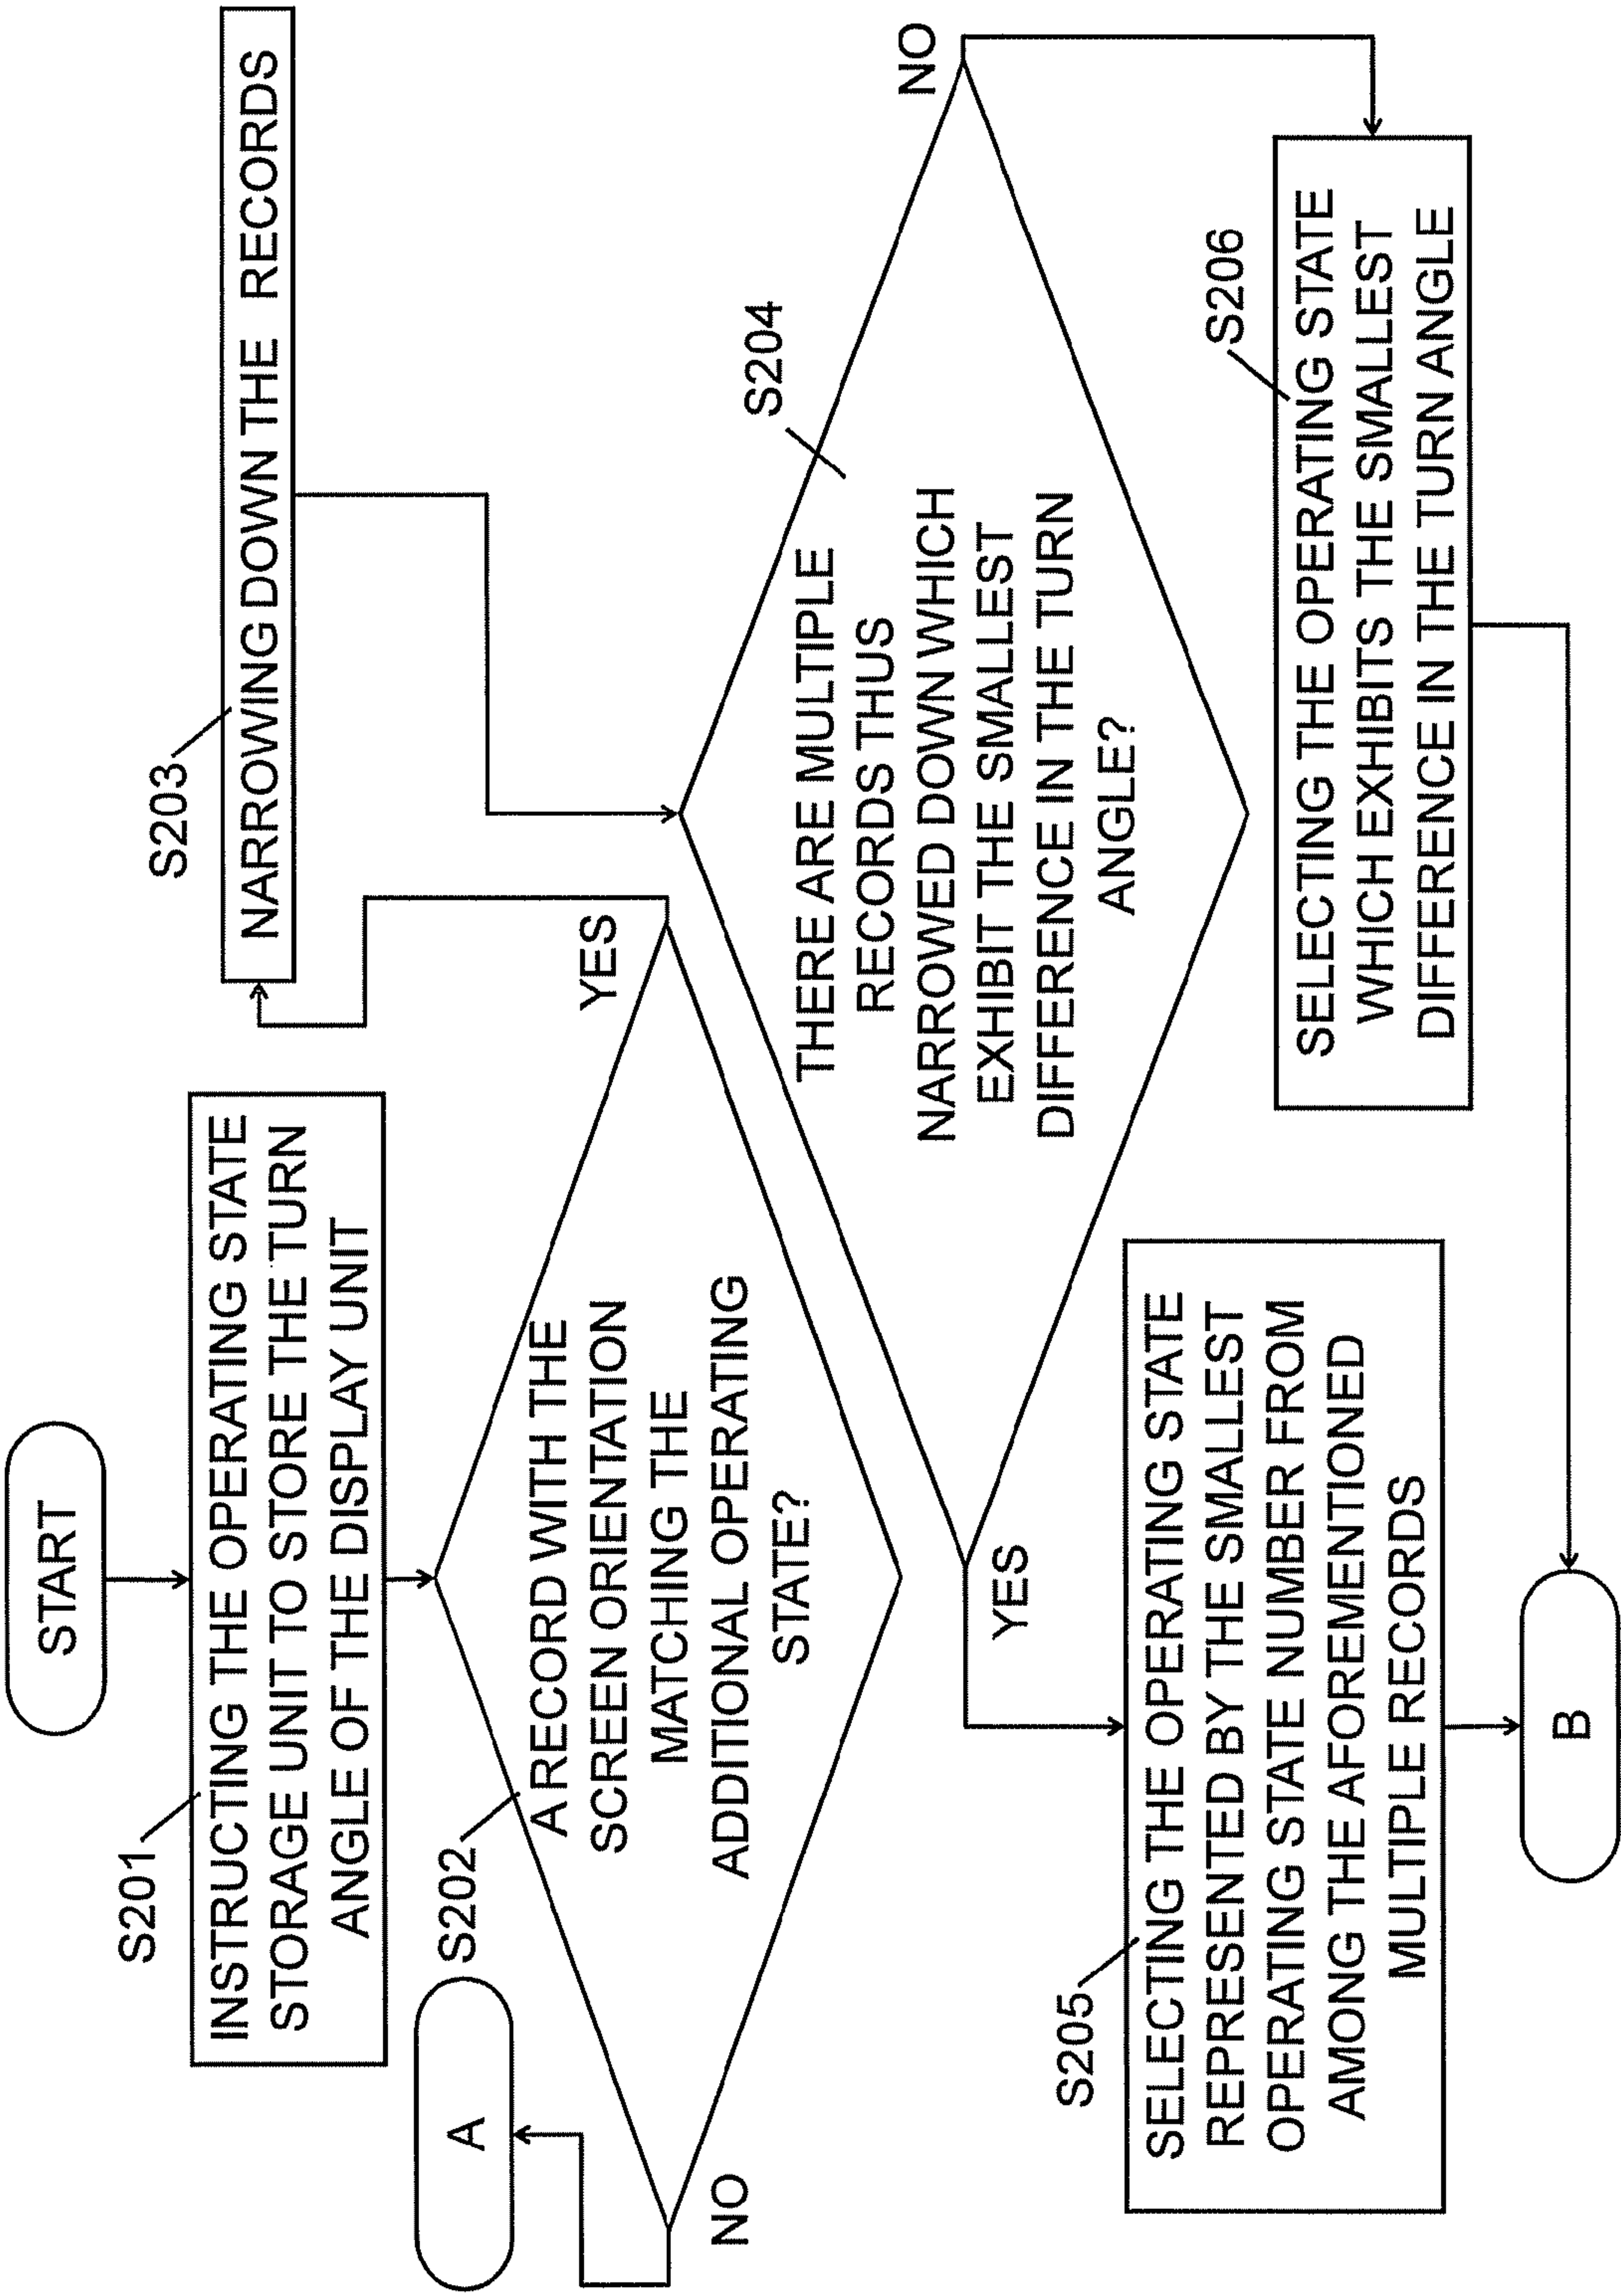 START
S201
INSTRUCTING THE OPERATING STATE
STORAGE UNIT TO STORE THE TURN
ANGLE OF THE DISPLAY UNIT
S202
A RECORD WITH THE
SCREEN ORIENTATION
MATCHING THE
ADDITIONAL OPERATING
STATE?
NO
A
YES
S203
NARROWING DOWN THE RECORDS
S204
THERE ARE MULTIPLE
RECORDS THUS
NARROWED DOWN WHICH
EXHIBIT THE SMALLEST
DIFFERENCE IN THE TURN
ANGLE?
YES
NO
S205
SELECTING THE OPERATING STATE
REPRESENTED BY THE SMALLEST
OPERATING STATE NUMBER FROM
AMONG THE AFOREMENTIONED
MULTIPLE RECORDS
S206
SELECTING THE OPERATING STATE
WHICH EXHIBITS THE SMALLEST
DIFFERENCE IN THE TURN ANGLE
B